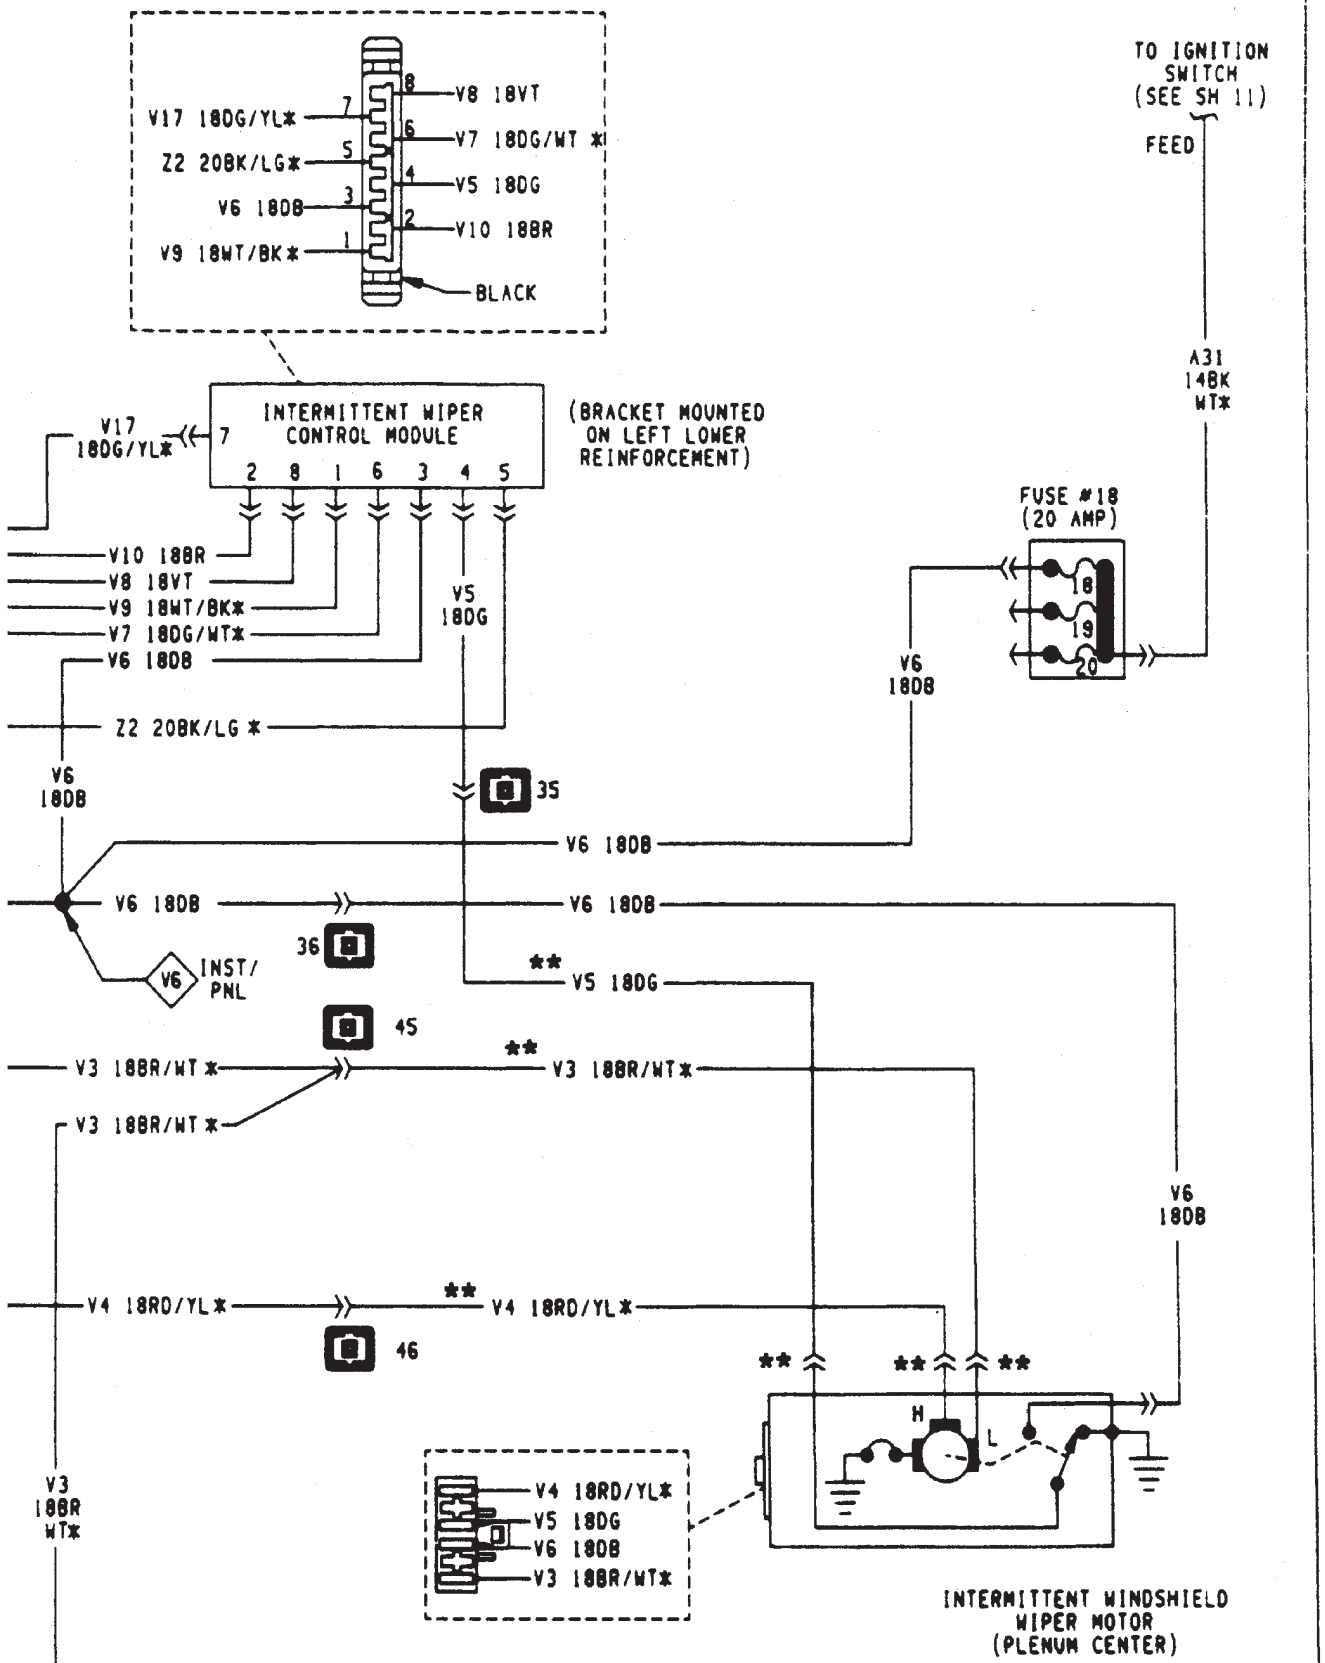 TO IGNITION
SWITCH
(SEE SH 11)
FEED
8
V8 18VT
V17 18DG/YL*
7
6
V7 18DG/WT *
Z2 20BK/LG*
5
4
V5 18DG
V6 18DB
3
2
V10 18BR
V9 18WT/BK*
1
BLACK
A31
14BK
WT*
INTERMITTENT WIPER
CONTROL MODULE
(BRACKET MOUNTED
ON LEFT LOWER
REINFORCEMENT)
V17
18DG/YL*
7
2 8 1 6 3 4 5
FUSE #18
(20 AMP)
18
19
20
V10 18BR
V8 18VT
V9 18WT/BK*
V7 18DG/WT*
V6 18DB
V5
18DG
V6
18DB
Z2 20BK/LG *
V6
18DB
35
V6 18DB
V6 18DB
V6 18DB
36
V6
INST/
PNL
**
V5 18DG
45
**
V3 18BR/WT*
V3 18BR/WT*
V3 18BR/WT*
V6
18DB
**
V4 18RD/YL*
V4 18RD/YL*
46
** ** **
H
L
V3
18BR
WT*
V4 18RD/YL*
V5 18DG
V6 18DB
V3 18BR/WT*
INTERMITTENT WINDSHIELD
WIPER MOTOR
(PLENUM CENTER)